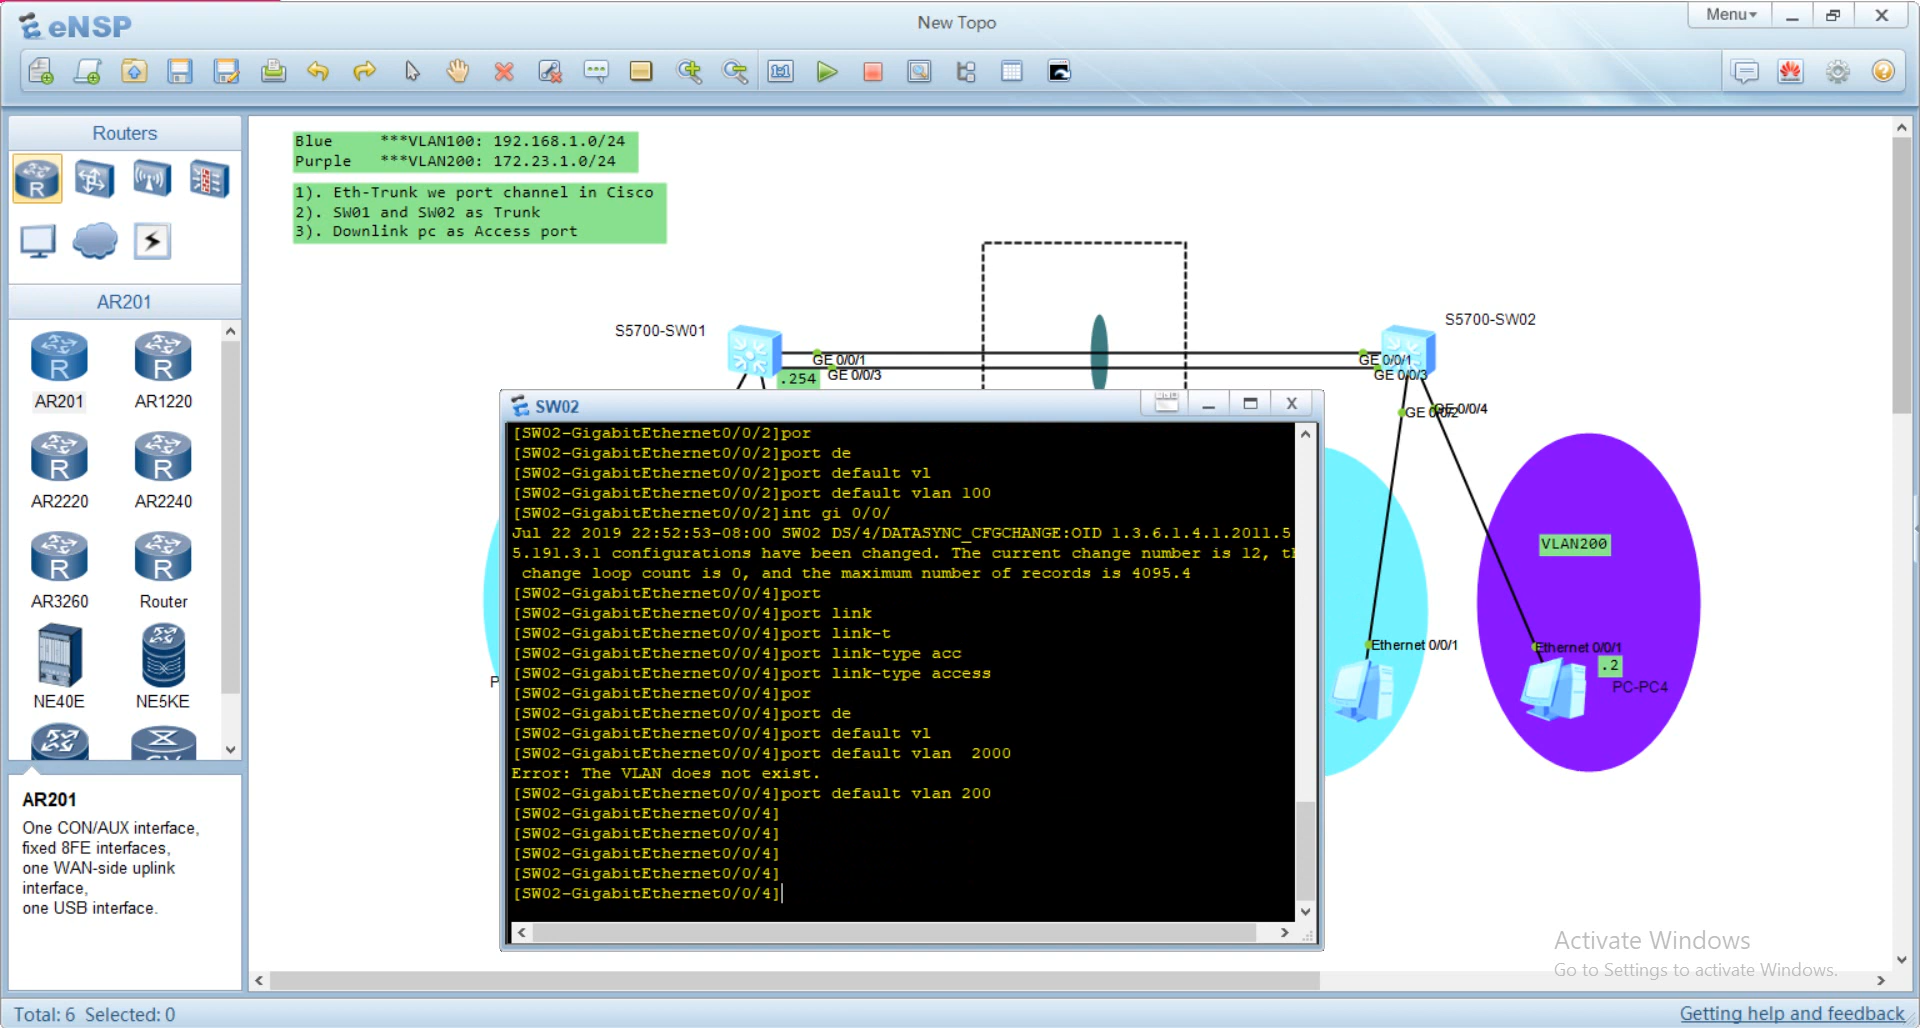 eNSP
New Topo
Menu
Routers
AR201
AR201
AR1220
AR2220
AR2240
AR3260
Router
NE40E
NE5KE
AR201
One CON/AUX interface,
fixed 8FE interfaces,
one WAN-side uplink
interface,
one USB interface.
Blue ***VLAN100: 192.168.1.0/24
Purple ***VLAN200: 172.23.1.0/24
1). Eth-Trunk we port channel in Cisco
2). SW01 and SW02 as Trunk
3). Downlink pc as Access port
S5700-SW01
S5700-SW02
GE 0/0/1
.254
GE 0/0/3
GE 0/0/1
GE 0/0/3
GE 0/0/2
GE 0/0/4
SW02
[SW02-GigabitEthernet0/0/2]por
[SW02-GigabitEthernet0/0/2]port de
[SW02-GigabitEthernet0/0/2]port default vl
[SW02-GigabitEthernet0/0/2]port default vlan 100
[SW02-GigabitEthernet0/0/2]int gi 0/0/
Jul 22 2019 22:52:53-08:00 SW02 DS/4/DATASYNC_CFGCHANGE:OID 1.3.6.1.4.1.2011.5
5.191.3.1 configurations have been changed. The current change number is 12, th
change loop count is 0, and the maximum number of records is 4095.4
[SW02-GigabitEthernet0/0/4]port
[SW02-GigabitEthernet0/0/4]port link
[SW02-GigabitEthernet0/0/4]port link-t
[SW02-GigabitEthernet0/0/4]port link-type acc
[SW02-GigabitEthernet0/0/4]port link-type access
[SW02-GigabitEthernet0/0/4]por
[SW02-GigabitEthernet0/0/4]port de
[SW02-GigabitEthernet0/0/4]port default vl
[SW02-GigabitEthernet0/0/4]port default vlan  2000
Error: The VLAN does not exist.
[SW02-GigabitEthernet0/0/4]port default vlan 200
[SW02-GigabitEthernet0/0/4]
[SW02-GigabitEthernet0/0/4]
[SW02-GigabitEthernet0/0/4]
[SW02-GigabitEthernet0/0/4]
[SW02-GigabitEthernet0/0/4]
P
VLAN200
Ethernet 0/0/1
Ethernet 0/0/1
.2
PC-PC4
Activate Windows
Go to Settings to activate Windows.
Total: 6 Selected: 0
Getting help and feedback